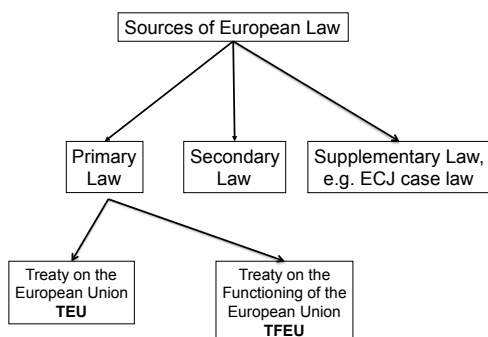 Sources of European Law
Primary
Law
Secondary
Law
Supplementary Law,
e.g. ECJ case law
Treaty on the
European Union
TEU
Treaty on the
Functioning of the
European Union
TFEU